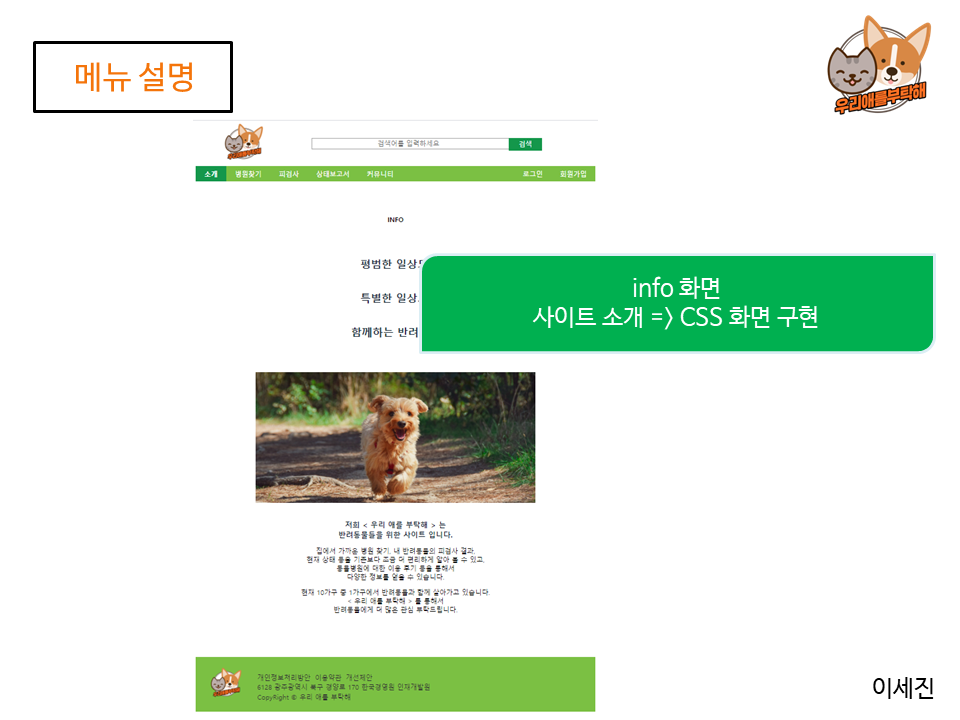 메뉴 설명
우리애를부탁해
우리애를부탁해
검색어를 입력하세요 검색
소개 병원찾기 피검사 상태보고서 커뮤니티 로그인 회원가입
INFO
평범한 일상
특별한 일상
함께하는 반려
info 화면
사이트 소개 => CSS 화면 구현
저희 < 우리 애를 부탁해 > 는
반려동물들을 위한 사이트 입니다.
집에서 가까운 병원 찾기, 내 반려동물의 피검사 결과,
현재 상태 등을 기존보다 조금 더 편리하게 알아 볼 수 있고,
동물병원에 대한 이용 후기 등을 통해서
다양한 정보를 얻을 수 있습니다.
현재 10가구 중 1가구에서 반려동물과 함께 살아가고 있습니다.
< 우리 애를 부탁해 > 를 통해서
반려동물에게 더 많은 관심 부탁드립니다.
개인정보처리방안 이용약관 개선제안
6128 광주광역시 북구 경양로 170 한국경영원 인재개발원
CopyRight © 우리 애를 부탁해
이세진